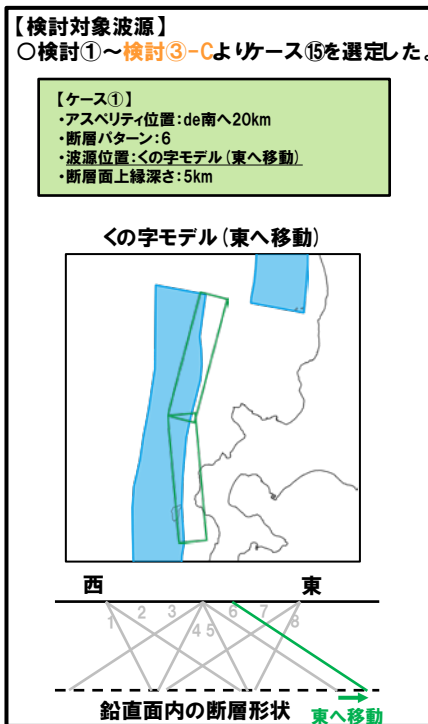 【検討対象波源】
○検討①～検討③-Cよりケース⑮を選定した。
【ケース①】
・アスペリティ位置:de南へ20km
・断層パターン:6
・波源位置:くの字モデル(東へ移動)
・断層面上縁深さ:5km
くの字モデル(東へ移動)
西 東
1 2 3 4 5 6 7 8
鉛直面内の断層形状
東へ移動